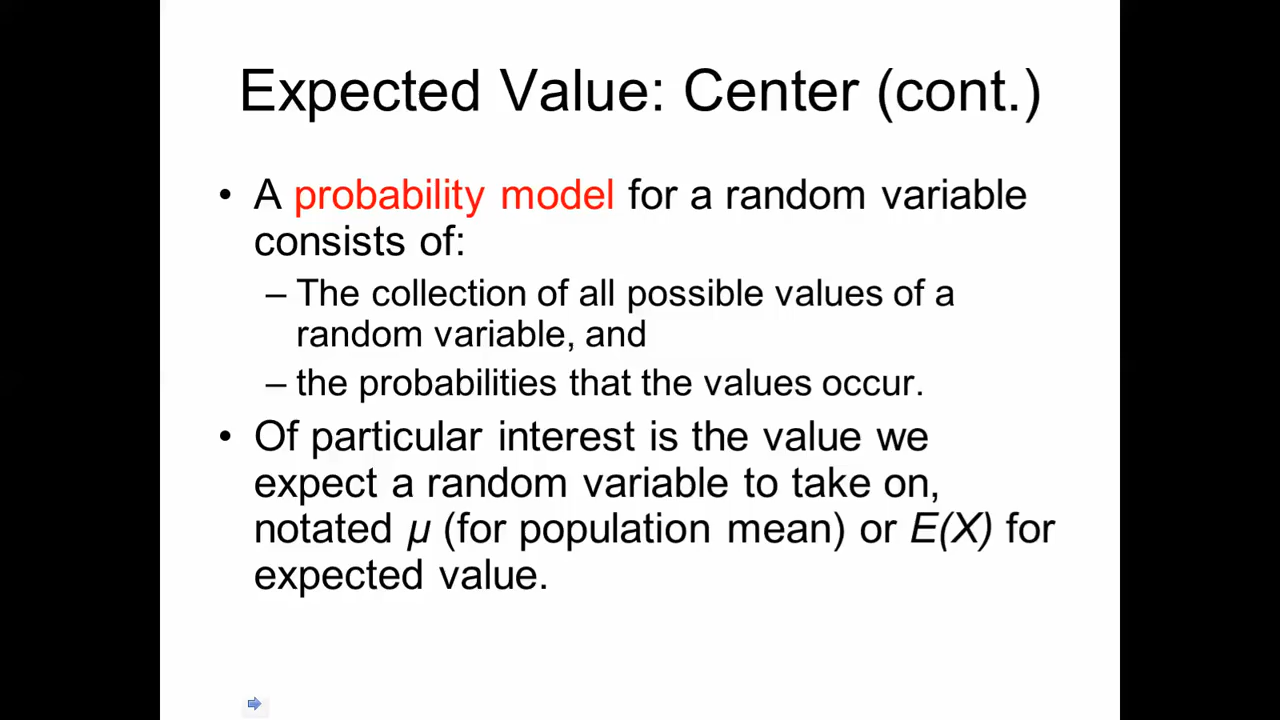 Expected Value: Center (cont.)
• A probability model for a random variable
consists of:
– The collection of all possible values of a
random variable, and
– the probabilities that the values occur.
• Of particular interest is the value we
expect a random variable to take on,
notated μ (for population mean) or E(X) for
expected value.